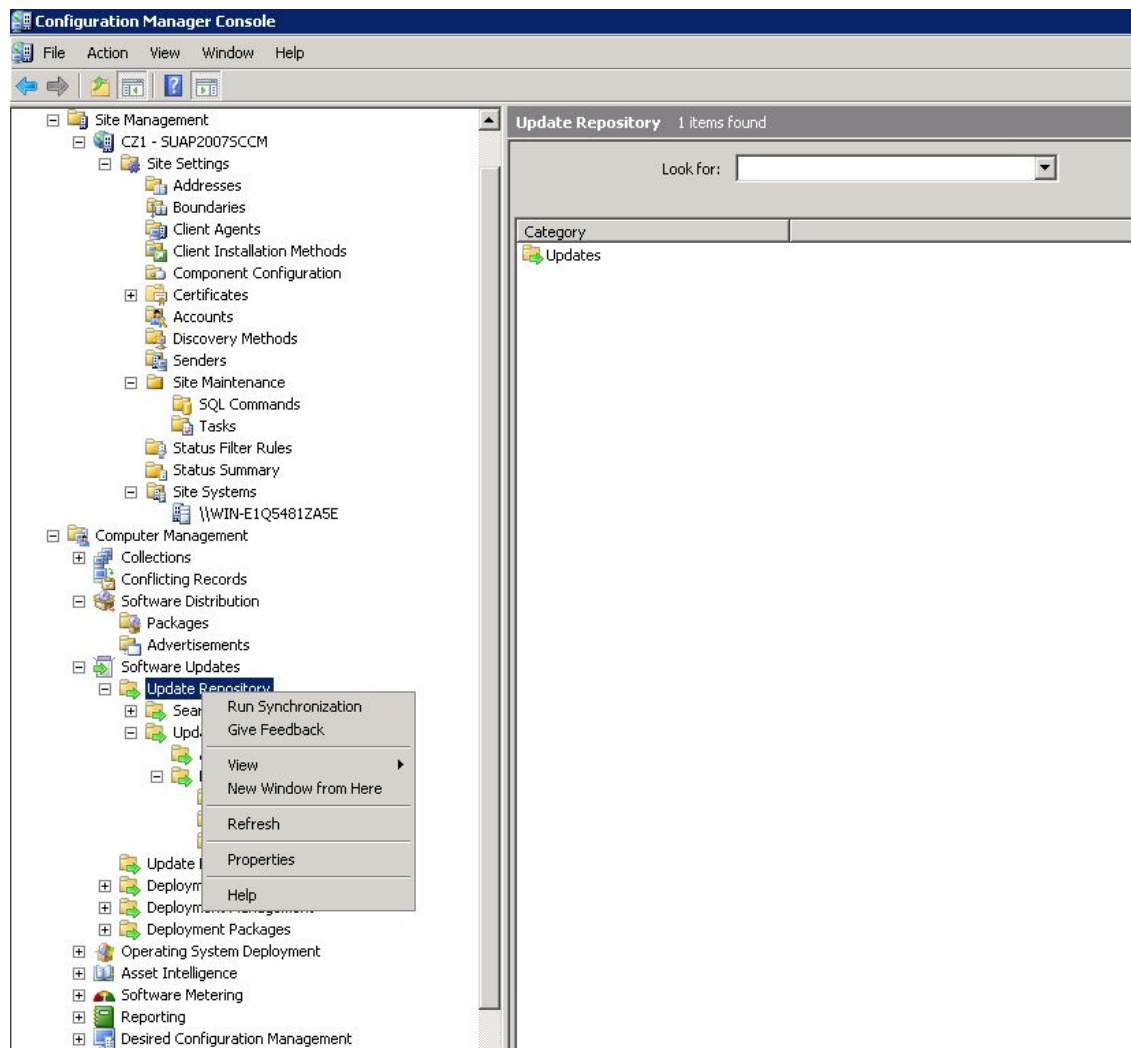 Configuration Manager Console
File Action View Window Help
Site Management
CZ1 - SUAP2007SCCM
Site Settings
Addresses
Boundaries
Client Agents
Client Installation Methods
Component Configuration
Certificates
Accounts
Discovery Methods
Senders
Site Maintenance
SQL Commands
Tasks
Status Filter Rules
Status Summary
Site Systems
\\WIN-E1Q5481ZA5E
Computer Management
Collections
Conflicting Records
Software Distribution
Packages
Advertisements
Software Updates
Update Repository
Run Synchronization
Give Feedback
View
New Window from Here
Refresh
Properties
Help
Update
Deployment Packages
Operating System Deployment
Asset Intelligence
Software Metering
Reporting
Desired Configuration Management
Update Repository 1 items found
Look for:
Category
Updates